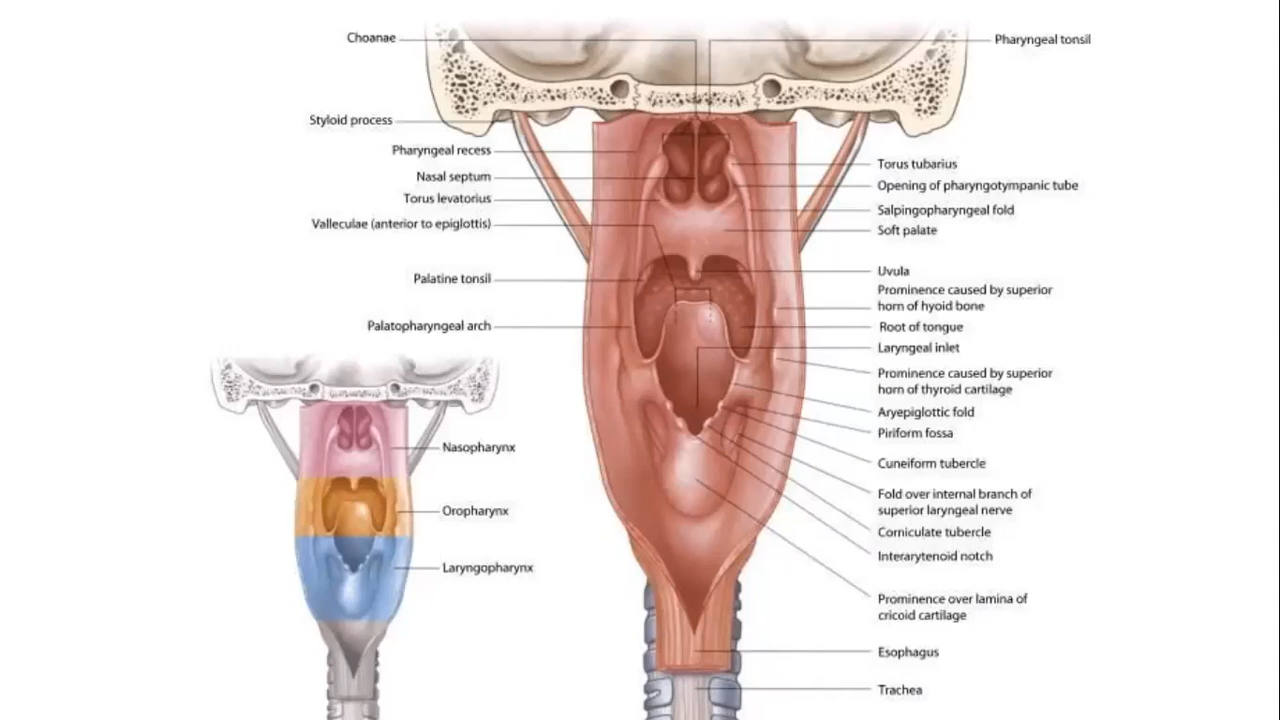 Choanae
Styloid process
Pharyngeal recess
Nasal septum
Torus levatorius
Valleculae (anterior to epiglottis)
Palatine tonsil
Palatopharyngeal arch
Pharyngeal tonsil
Torus tubarius
Opening of pharyngotympanic tube
Salpingopharyngeal fold
Soft palate
Uvula
Prominence caused by superior
horn of hyoid bone
Root of tongue
Laryngeal inlet
Prominence caused by superior
horn of thyroid cartilage
Aryepiglottic fold
Piriform fossa
Cuneiform tubercle
Fold over internal branch of
superior laryngeal nerve
Corniculate tubercle
Interarytenoid notch
Prominence over lamina of
cricoid cartilage
Esophagus
Trachea
Nasopharynx
Oropharynx
Laryngopharynx